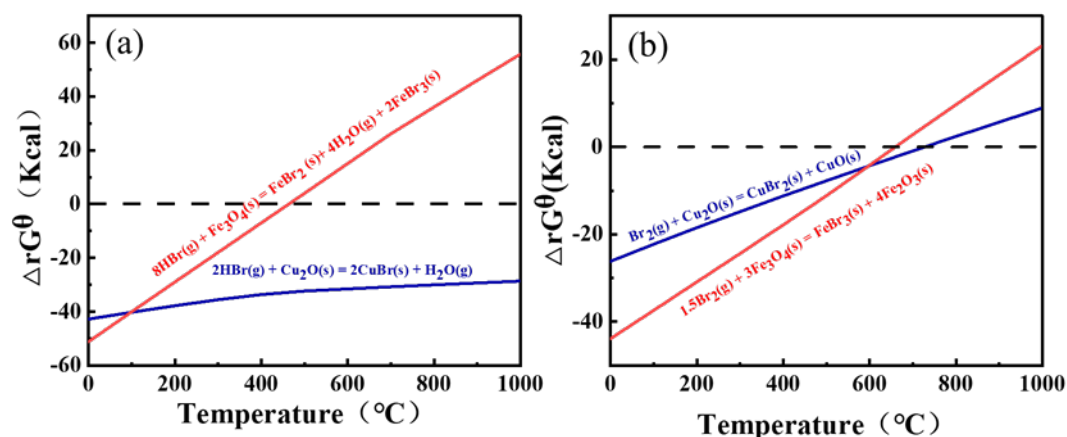 (a)
△rG^θ（Kcal）
60
40
20
0
-20
-40
-60
8HBr(g) + Fe₃O₄(s) = FeBr₂ (s)+ 4H₂O(g) + 2FeBr₃(s)
2HBr(g) + Cu₂O(s) = 2CuBr(s) + H₂O(g)
0 200 400 600 800 1000
Temperature（°C）
(b)
△rG^θ(Kcal)
20
0
-20
-40
Br₂(g) + Cu₂O(s) = CuBr₂(s) + CuO(s)
1.5Br₂(g) + 3Fe₃O₄(s) = FeBr₃(s) + 4Fe₂O₃(s)
0 200 400 600 800 1000
Temperature（°C）